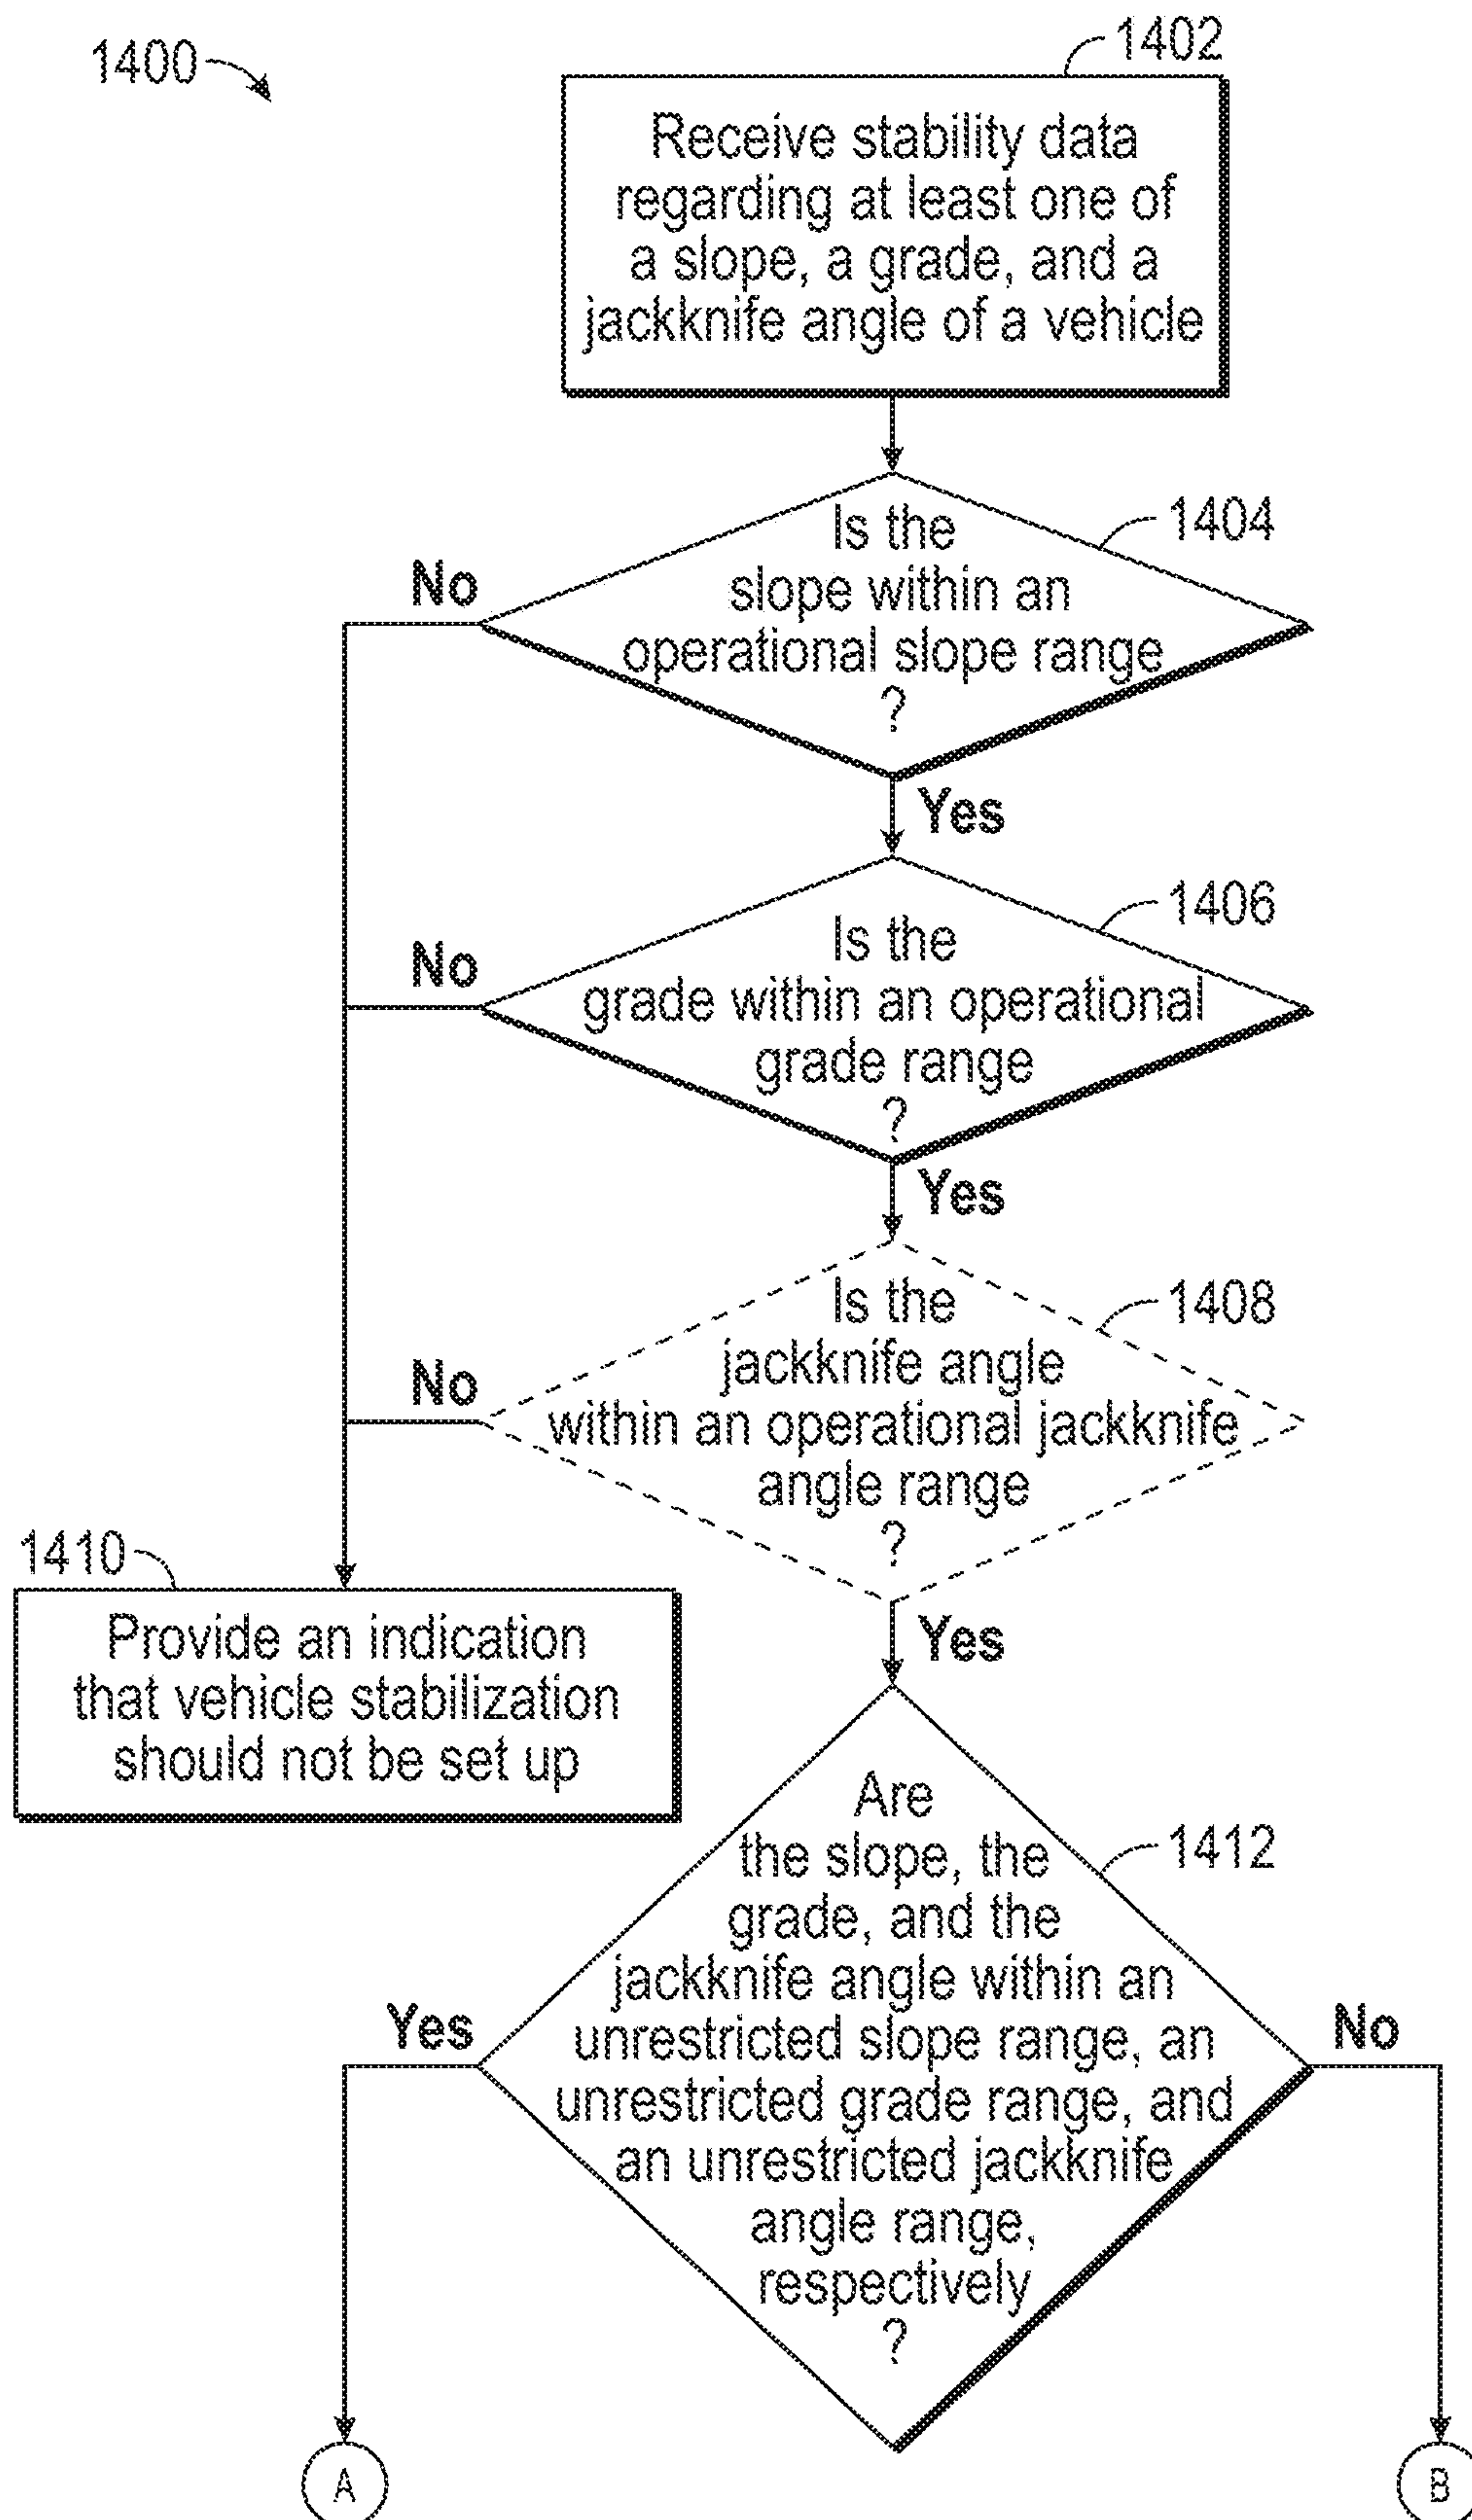 1400
1402
Receive stability data
regarding at least one of
a slope, a grade, and a
jackknife angle of a vehicle
1404
Is the
slope within an
operational slope range
?
No
Yes
1406
Is the
grade within an operational
grade range
?
No
Yes
1408
Is the
jackknife angle
within an operational jackknife
angle range
?
No
Yes
1410
Provide an indication
that vehicle stabilization
should not be set up
1412
Are
the slope, the
grade, and the
jackknife angle within an
unrestricted slope range, an
unrestricted grade range, and
an unrestricted jackknife
angle range,
respectively
?
Yes
No
A
B